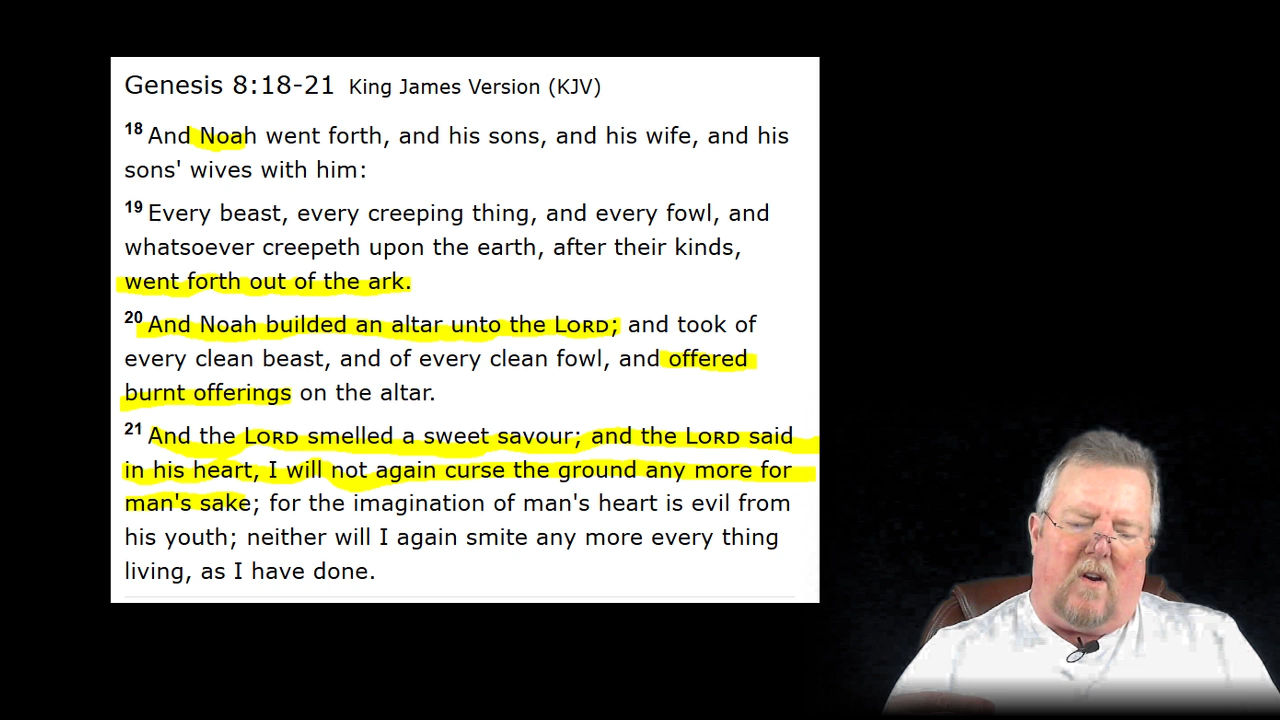 Genesis 8:18-21 King James Version (KJV)
18 And Noah went forth, and his sons, and his wife, and his
sons' wives with him:
19 Every beast, every creeping thing, and every fowl, and
whatsoever creepeth upon the earth, after their kinds,
went forth out of the ark.
20 And Noah builded an altar unto the LORD; and took of
every clean beast, and of every clean fowl, and offered
burnt offerings on the altar.
21 And the LORD smelled a sweet savour; and the LORD said
in his heart, I will not again curse the ground any more for
man's sake; for the imagination of man's heart is evil from
his youth; neither will I again smite any more every thing
living, as I have done.